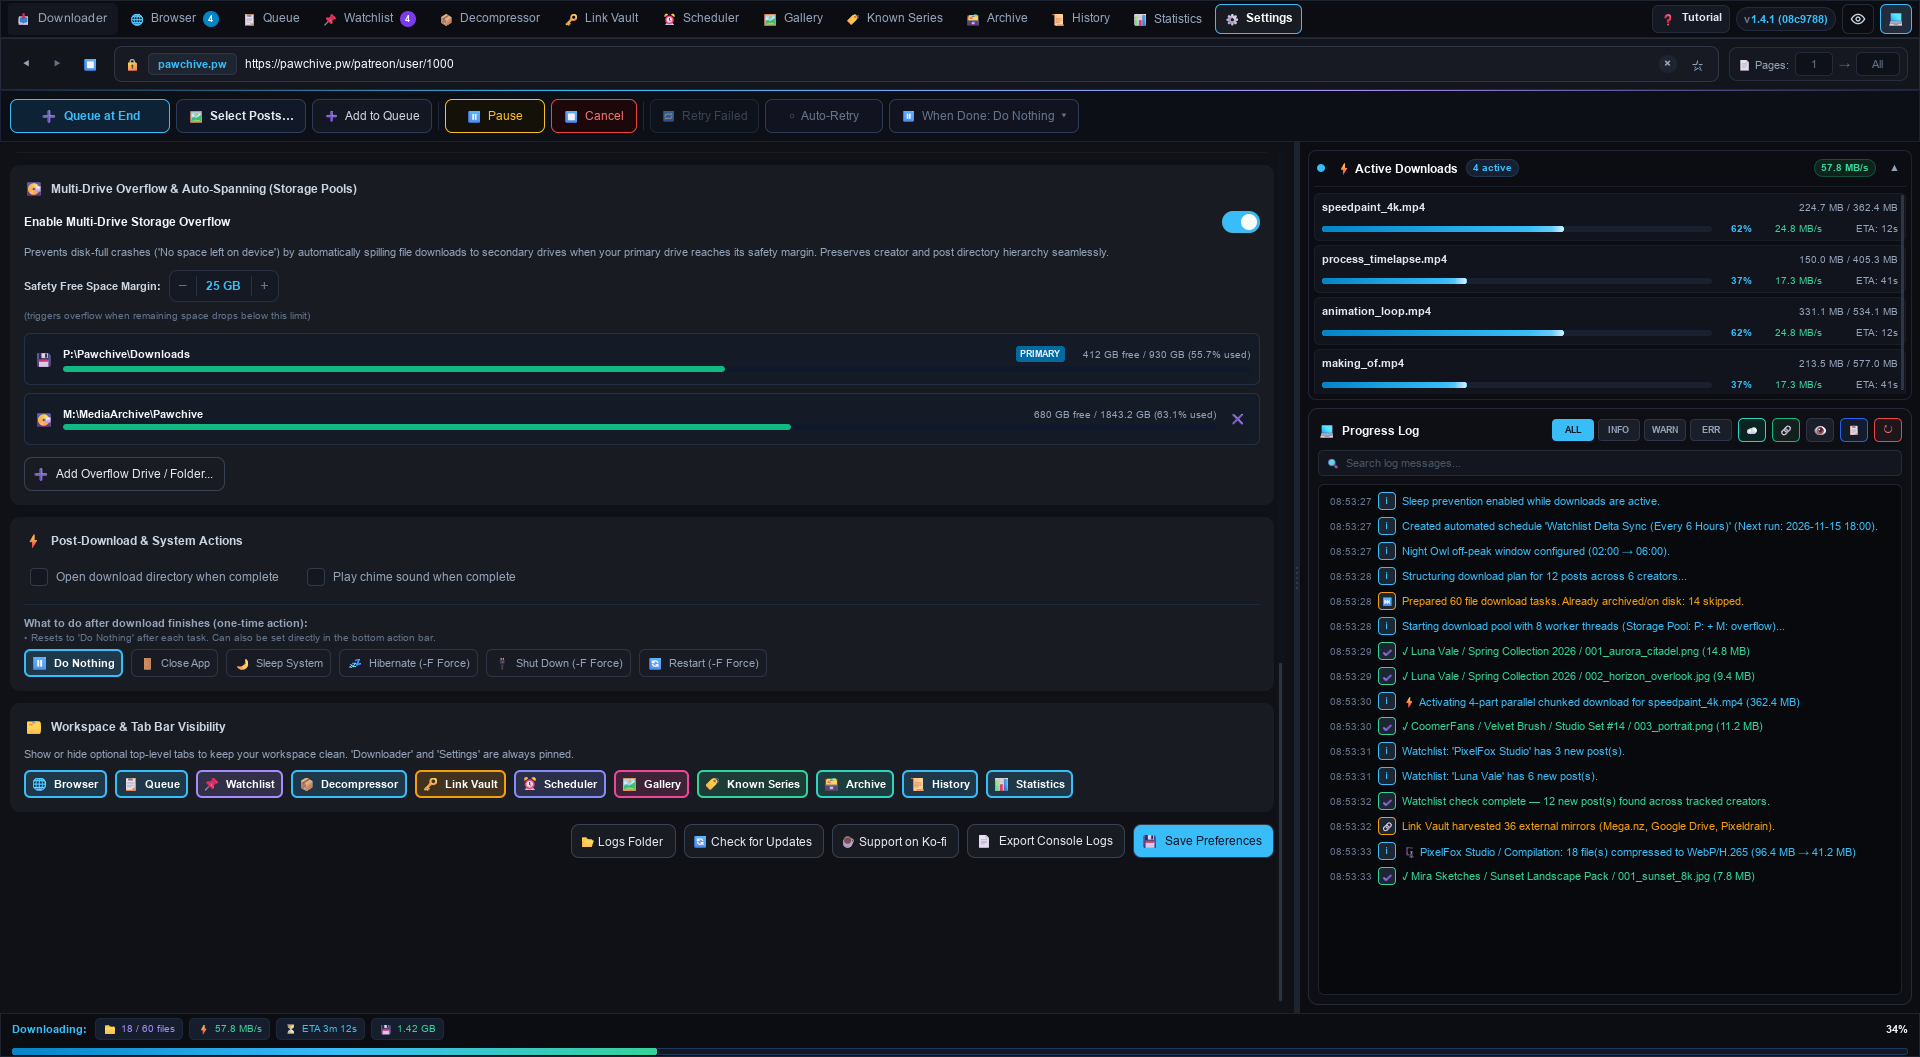 Downloader Browser 4 Queue Watchlist 4 Decompressor Link Vault Scheduler Gallery Known Series Archive History Statistics Settings Tutorial v1.4.1 (08c9788)
pawchive.pw https://pawchive.pw/patreon/user/1000 Pages: 1 → All
Queue at End Select Posts... Add to Queue Pause Cancel Retry Failed Auto-Retry When Done: Do Nothing
Multi-Drive Overflow & Auto-Spanning (Storage Pools)
Enable Multi-Drive Storage Overflow
Prevents disk-full crashes ('No space left on device') by automatically spilling file downloads to secondary drives when your primary drive reaches its safety margin. Preserves creator and post directory hierarchy seamlessly.
Safety Free Space Margin: − 25 GB +
(triggers overflow when remaining space drops below this limit)
P:\Pawchive\Downloads PRIMARY 412 GB free / 930 GB (55.7% used)
M:\MediaArchive\Pawchive 680 GB free / 1843.2 GB (63.1% used)
Add Overflow Drive / Folder...
Post-Download & System Actions
Open download directory when complete Play chime sound when complete
What to do after download finishes (one-time action):
• Resets to 'Do Nothing' after each task. Can also be set directly in the bottom action bar.
Do Nothing Close App Sleep System Hibernate (-F Force) Shut Down (-F Force) Restart (-F Force)
Workspace & Tab Bar Visibility
Show or hide optional top-level tabs to keep your workspace clean. 'Downloader' and 'Settings' are always pinned.
Browser Queue Watchlist Decompressor Link Vault Scheduler Gallery Known Series Archive History Statistics
Logs Folder Check for Updates Support on Ko-fi Export Console Logs Save Preferences
Active Downloads 4 active 57.8 MB/s
speedpaint_4k.mp4 224.7 MB / 362.4 MB
62% 24.8 MB/s ETA: 12s
process_timelapse.mp4 150.0 MB / 405.3 MB
37% 17.3 MB/s ETA: 41s
animation_loop.mp4 331.1 MB / 534.1 MB
62% 24.8 MB/s ETA: 12s
making_of.mp4 213.5 MB / 577.0 MB
37% 17.3 MB/s ETA: 41s
Progress Log ALL INFO WARN ERR
Search log messages...
08:53:27 i Sleep prevention enabled while downloads are active.
08:53:27 i Created automated schedule 'Watchlist Delta Sync (Every 6 Hours)' (Next run: 2026-11-15 18:00).
08:53:27 i Night Owl off-peak window configured (02:00 → 06:00).
08:53:28 i Structuring download plan for 12 posts across 6 creators...
08:53:28 Prepared 60 file download tasks. Already archived/on disk: 14 skipped.
08:53:28 i Starting download pool with 8 worker threads (Storage Pool: P: + M: overflow)...
08:53:29 ✓ Luna Vale / Spring Collection 2026 / 001_aurora_citadel.png (14.8 MB)
08:53:29 ✓ Luna Vale / Spring Collection 2026 / 002_horizon_overlook.jpg (9.4 MB)
08:53:30 i Activating 4-part parallel chunked download for speedpaint_4k.mp4 (362.4 MB)
08:53:30 ✓ CoomerFans / Velvet Brush / Studio Set #14 / 003_portrait.png (11.2 MB)
08:53:31 i Watchlist: 'PixelFox Studio' has 3 new post(s).
08:53:31 i Watchlist: 'Luna Vale' has 6 new post(s).
08:53:32 Watchlist check complete — 12 new post(s) found across tracked creators.
08:53:32 Link Vault harvested 36 external mirrors (Mega.nz, Google Drive, Pixeldrain).
08:53:33 i PixelFox Studio / Compilation: 18 file(s) compressed to WebP/H.265 (96.4 MB → 41.2 MB)
08:53:33 ✓ Mira Sketches / Sunset Landscape Pack / 001_sunset_8k.jpg (7.8 MB)
Downloading: 18 / 60 files 57.8 MB/s ETA 3m 12s 1.42 GB 34%